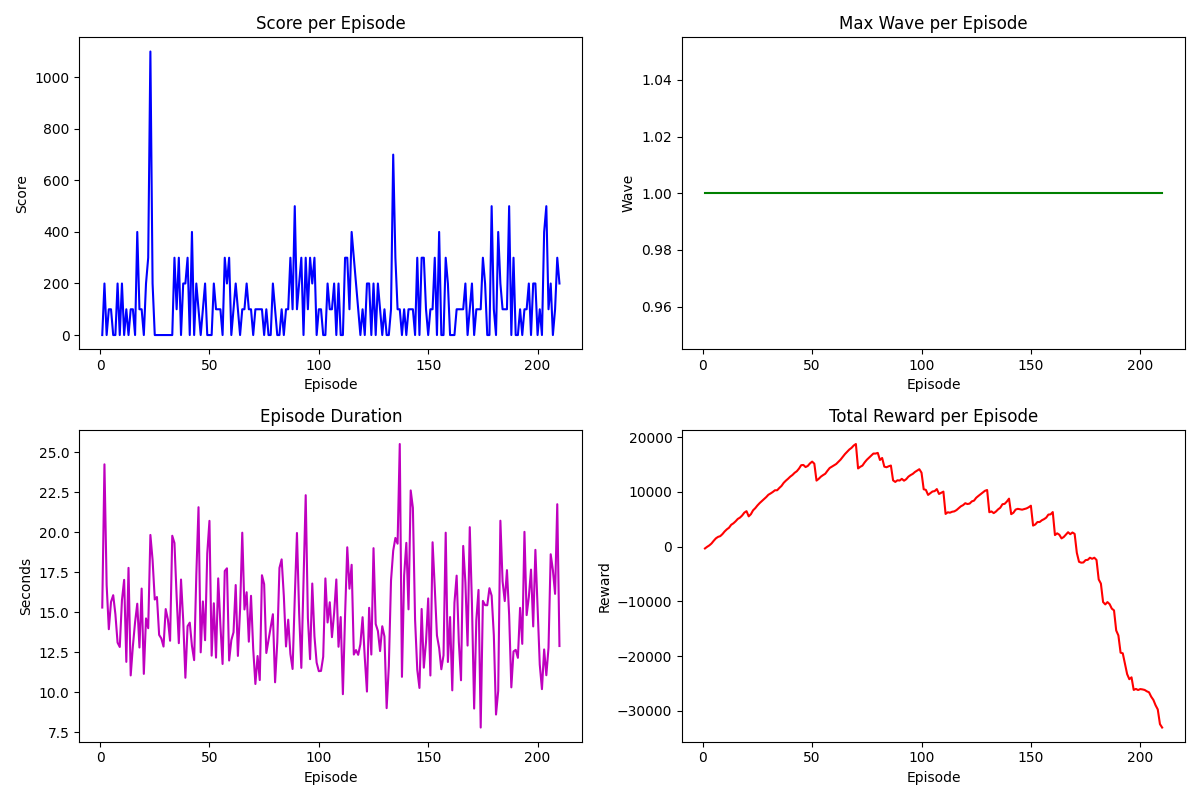 Score per Episode
Score
1000
800
600
400
200
0
0 50 100 150 200
Episode
Max Wave per Episode
Wave
1.04
1.02
1.00
0.98
0.96
0 50 100 150 200
Episode
Episode Duration
Seconds
25.0
22.5
20.0
17.5
15.0
12.5
10.0
7.5
0 50 100 150 200
Episode
Total Reward per Episode
Reward
20000
10000
0
−10000
−20000
−30000
0 50 100 150 200
Episode